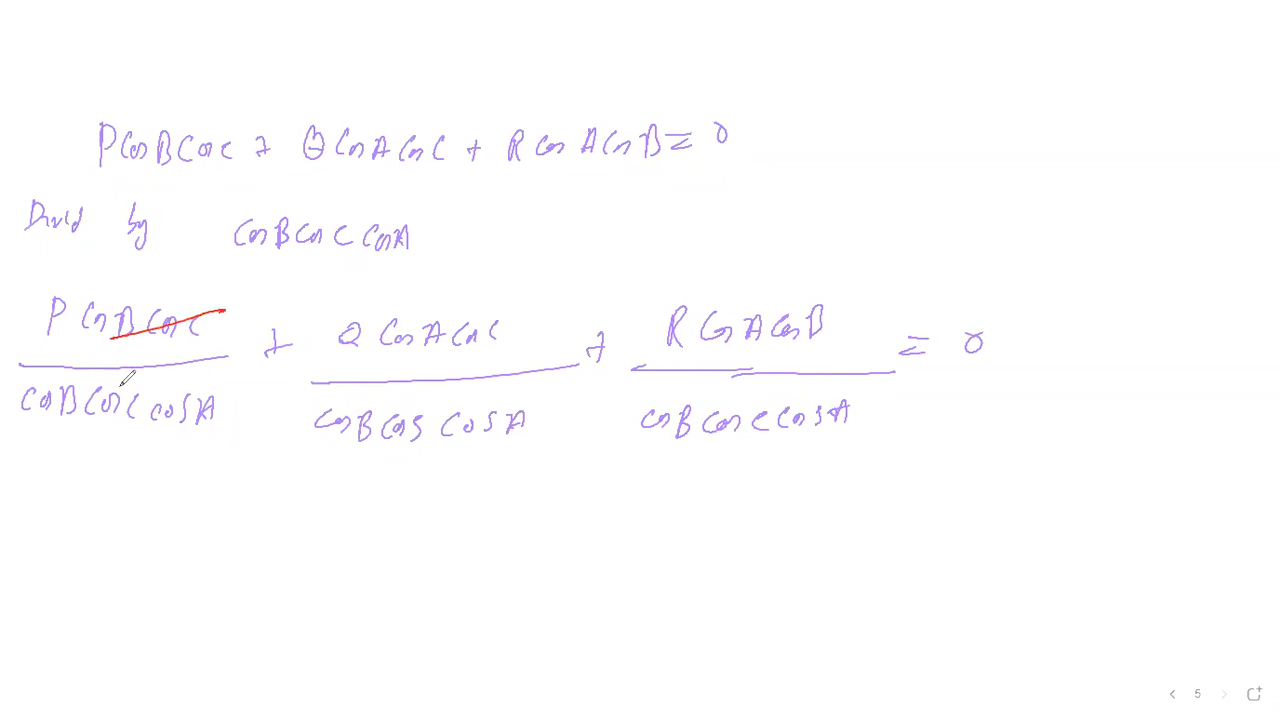 P Cos B Cos C + Q Cos A Cos C + R Cos A Cos B = 0
Divid by Cos B Cos C Cos A
P Cos B Cos C + Q Cos A Cos C + R Cos A Cos B = 0
Cos B Cos C Cos A Cos B Cos Cos A Cos B Cos C Cos A
5